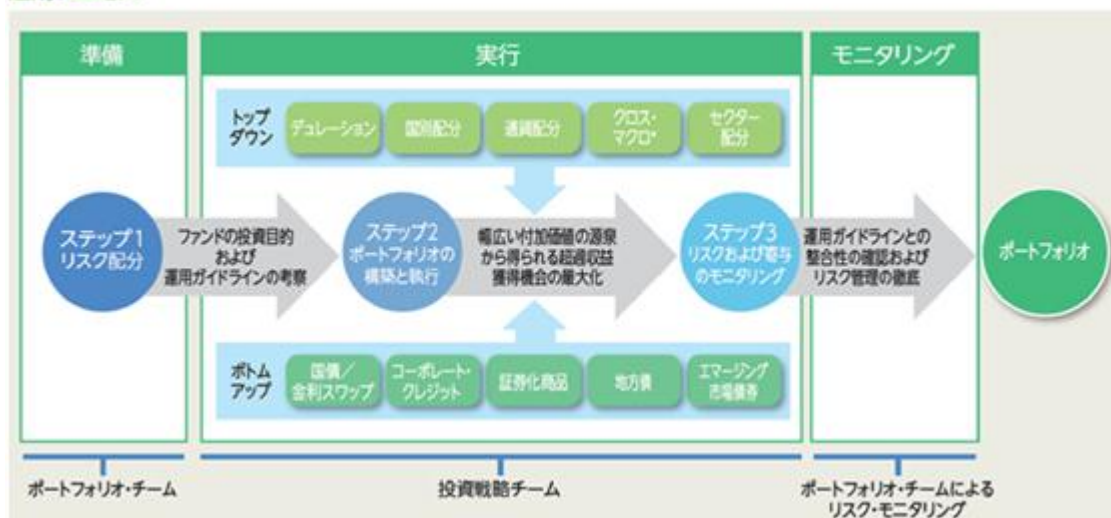 準備
実行
モニタリング
トップ
ダウン
デュレーション
国別配分
通貨配分
クロス・
マクロ*
セクター
配分
ステップ1
リスク配分
ファンドの投資目的
および
運用ガイドラインの考察
ステップ2
ポートフォリオの
構築と執行
幅広い付加価値の源泉
から得られる超過収益
獲得機会の最大化
ステップ3
リスクおよび寄与
のモニタリング
運用ガイドラインとの
整合性の確認および
リスク管理の徹底
ポートフォリオ
ボトム
アップ
国債/
金利スワップ
コーポレート・
クレジット
証券化商品
地方債
エマージング
市場債券
ポートフォリオ・チーム
投資戦略チーム
ポートフォリオ・チームによる
リスク・モニタリング